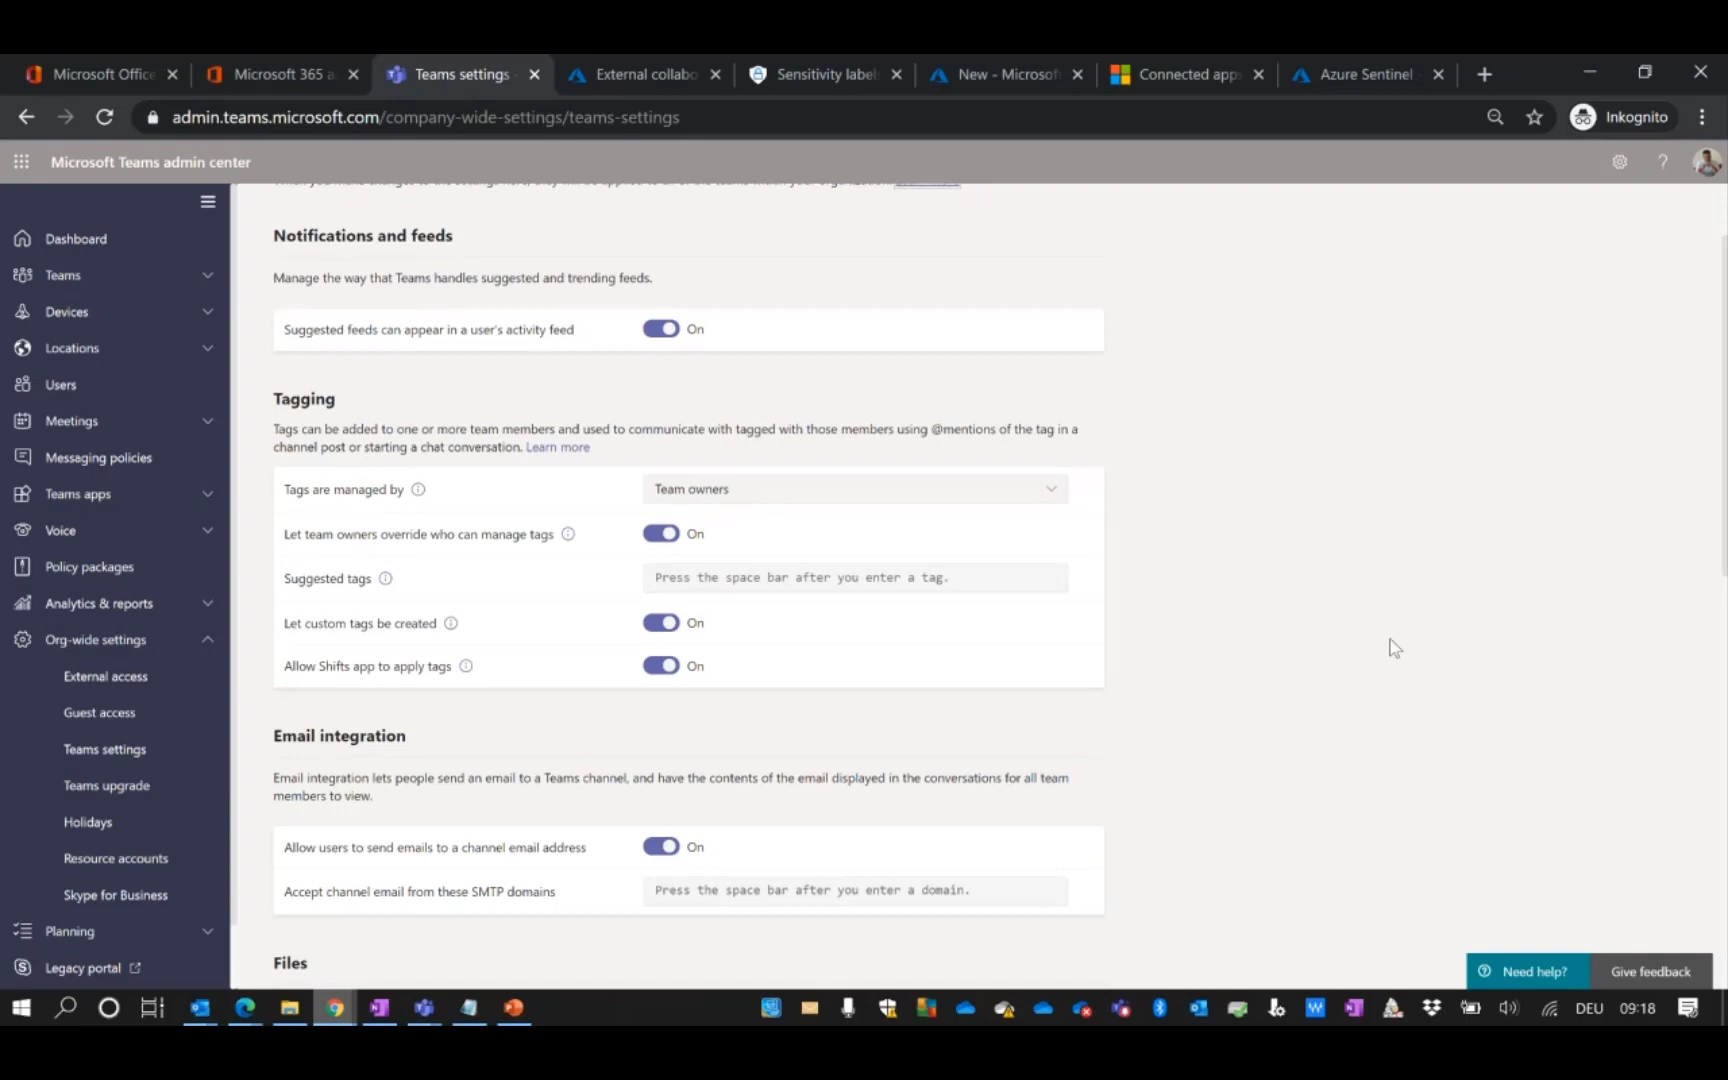 Microsoft Office
Microsoft 365 a
Teams settings -
External collabo
Sensitivity label
New - Microsof
Connected app
Azure Sentinel
admin.teams.microsoft.com/company-wide-settings/teams-settings
Inkognito
Microsoft Teams admin center
?
Dashboard
Teams
Devices
Locations
Users
Meetings
Messaging policies
Teams apps
Voice
Policy packages
Analytics & reports
Org-wide settings
External access
Guest access
Teams settings
Teams upgrade
Holidays
Resource accounts
Skype for Business
Planning
Legacy portal
Notifications and feeds
Manage the way that Teams handles suggested and trending feeds.
Suggested feeds can appear in a user's activity feed On
Tagging
Tags can be added to one or more team members and used to communicate with tagged with those members using @mentions of the tag in a
channel post or starting a chat conversation. Learn more
Tags are managed by Team owners
Let team owners override who can manage tags On
Suggested tags Press the space bar after you enter a tag.
Let custom tags be created On
Allow Shifts app to apply tags On
Email integration
Email integration lets people send an email to a Teams channel, and have the contents of the email displayed in the conversations for all team
members to view.
Allow users to send emails to a channel email address On
Accept channel email from these SMTP domains Press the space bar after you enter a domain.
Files
Need help?
Give feedback
DEU 09:18